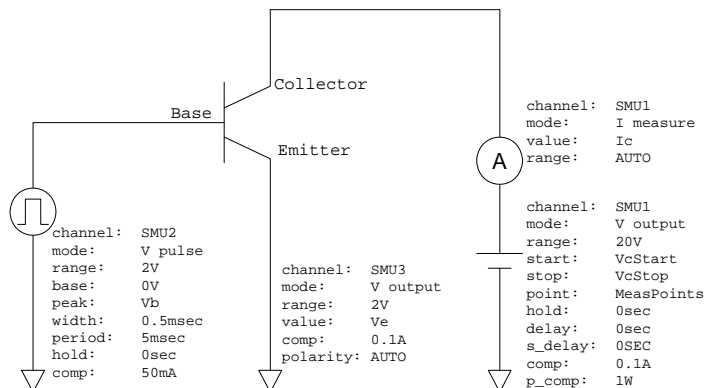 Collector
Base
Emitter
A
channel: SMU1
mode: I measure
value: Ic
range: AUTO
channel: SMU2
mode: V pulse
range: 2V
base: 0V
peak: Vb
width: 0.5msec
period: 5msec
hold: 0sec
comp: 50mA
channel: SMU3
mode: V output
range: 2V
value: Ve
comp: 0.1A
polarity: AUTO
channel: SMU1
mode: V output
range: 20V
start: VcStart
stop: VcStop
point: MeasPoints
hold: 0sec
delay: 0sec
s_delay: 0SEC
comp: 0.1A
p_comp: 1W